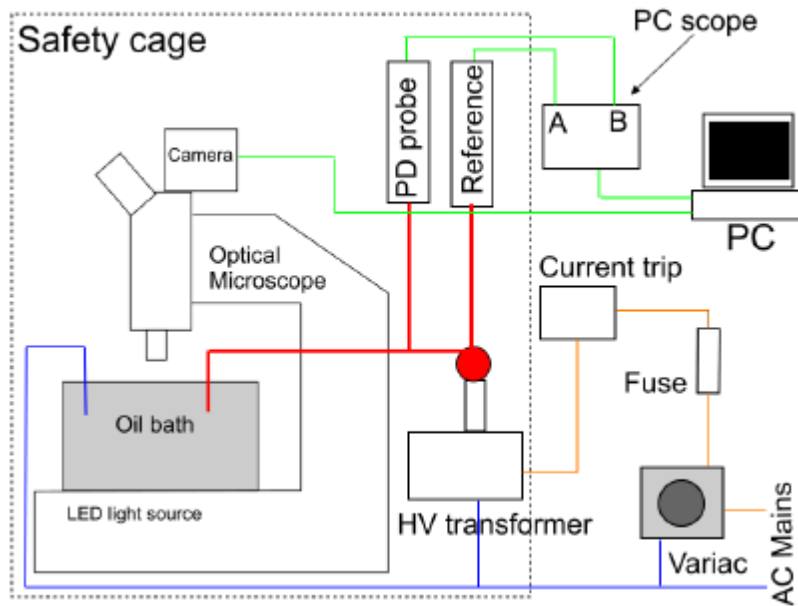 Safety cage
PC scope
PD probe
Reference
A
B
Camera
PC
Optical
Microscope
Current trip
Fuse
Oil bath
LED light source
HV transformer
Variac
AC Mains